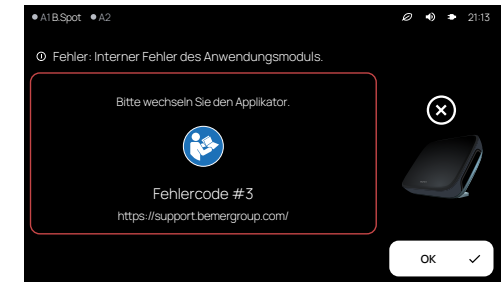 A1 B.Spot A2 21:13
Fehler: Interner Fehler des Anwendungsmoduls.
Bitte wechseln Sie den Applikator.
Fehlercode #3
https://support.bemergroup.com/
OK